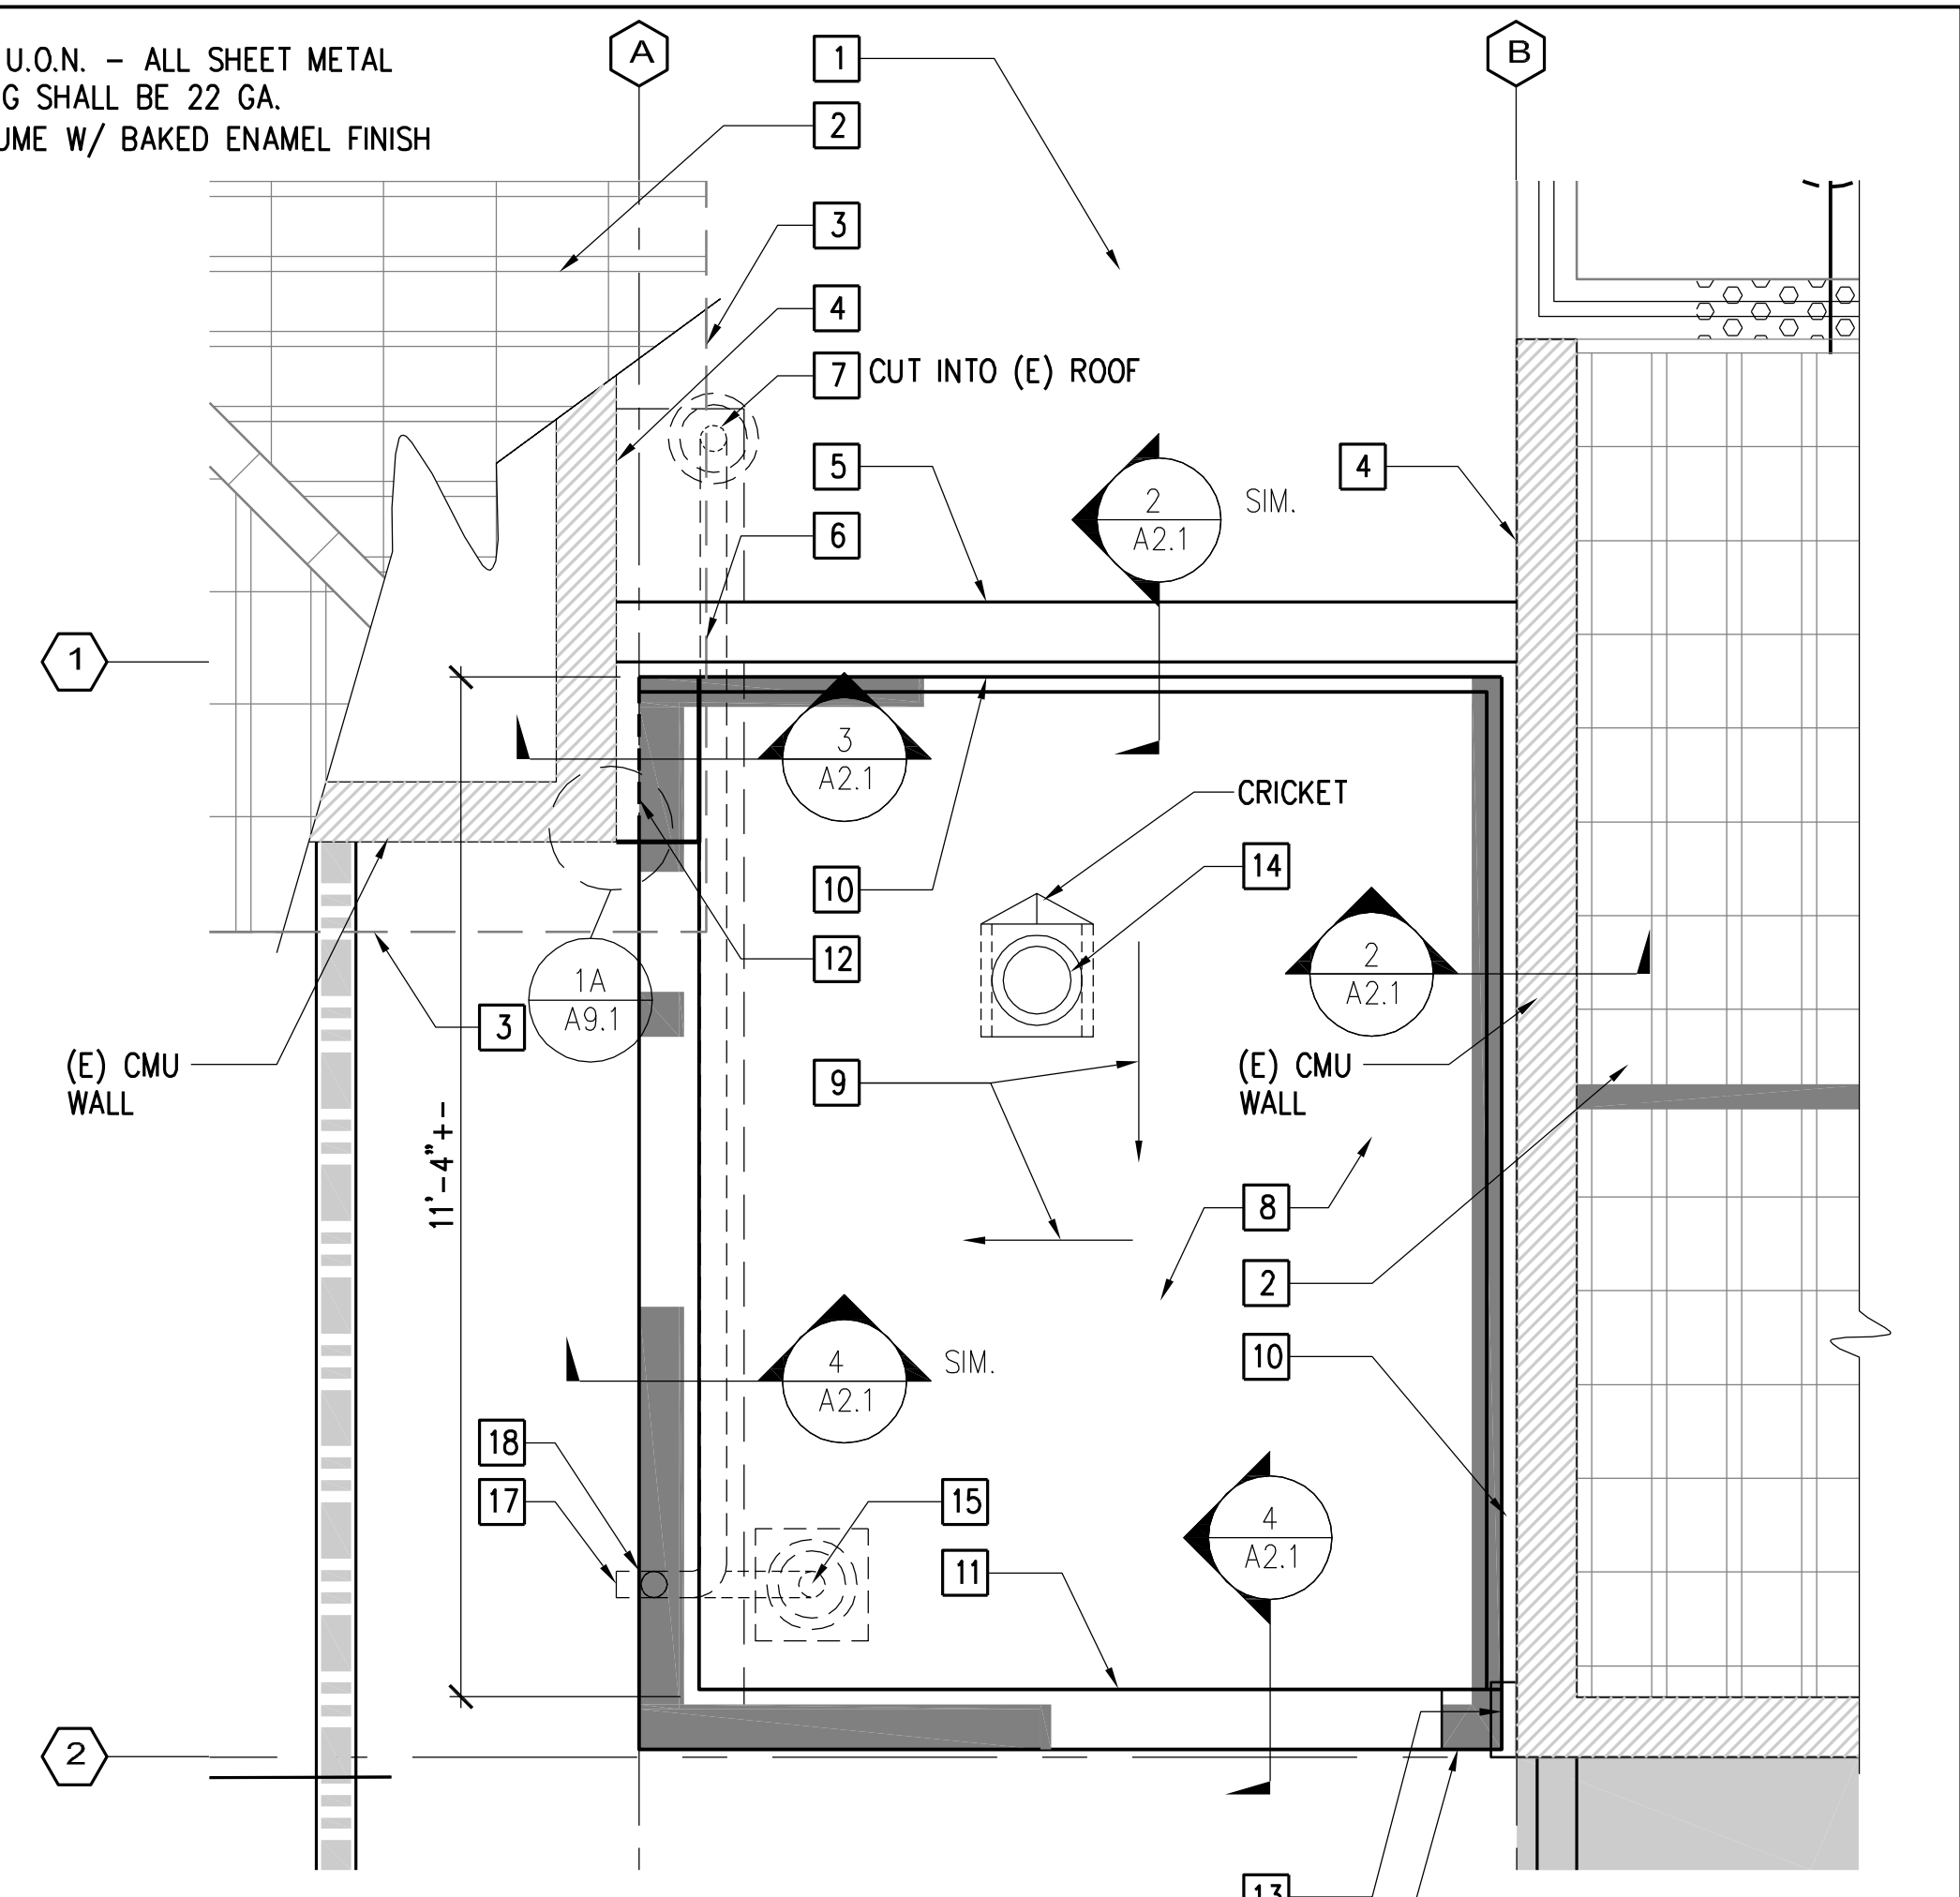 U.O.N. - ALL SHEET METAL
G SHALL BE 22 GA.
UME W/ BAKED ENAMEL FINISH
A
B
1
2
3
4
7 CUT INTO (E) ROOF
5
4
2
A2.1
SIM.
6
1
3
A2.1
CRICKET
14
10
12
2
A2.1
1A
A9.1
3
(E) CMU
WALL
9
(E) CMU
WALL
11'-4"+-
8
2
10
4
A2.1
SIM.
18
17
15
11
4
A2.1
2
13